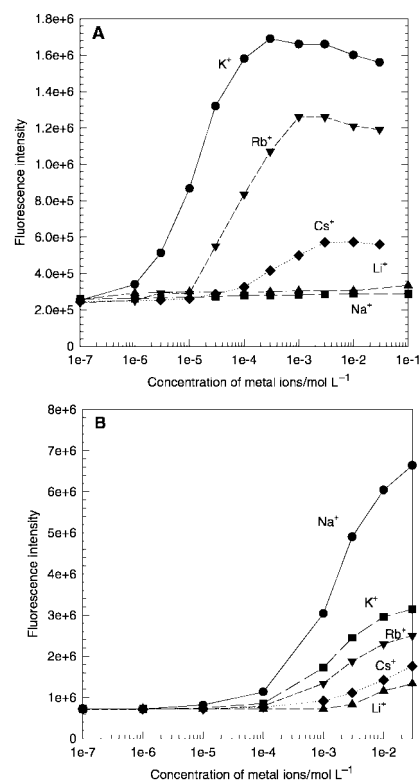 A
1.8e+6
1.6e+6
1.4e+6
1.2e+6
1.0e+6
6.0e+5
6.0e+5
4.0e+5
2.0e+5
0.0
Fluorescence intensity
K⁺
Rb⁺
Cs⁺
Li⁺
Na⁺
1e-7 1e-6 1e-5 1e-4 1e-3 1e-2 1e-1
Concentration of metal ions/mol L⁻¹
B
8e+6
7e+6
6e+6
5e+6
4e+6
3e+6
2e+6
1e+6
0
Fluorescence intensity
Na⁺
K⁺
Rb⁺
Cs⁺
Li⁺
1e-7 1e-6 1e-5 1e-4 1e-3 1e-2
Concentration of metal ions/mol L⁻¹